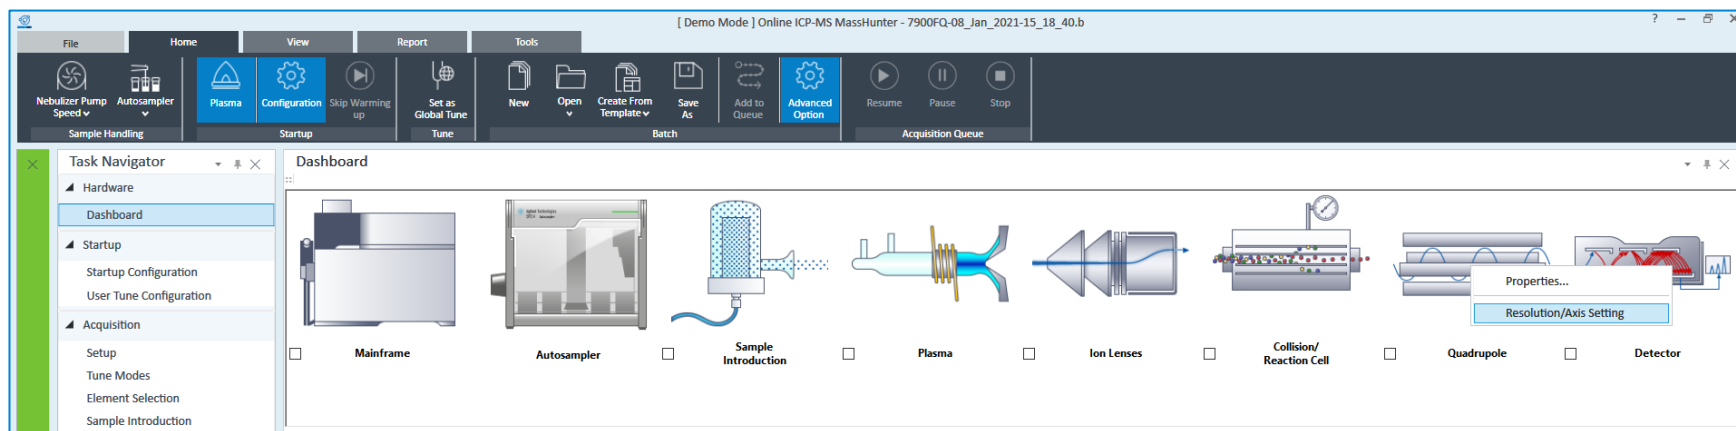 [ Demo Mode ] Online ICP-MS MassHunter - 7900FQ-08_Jan_2021-15_18_40.b
File Home View Report Tools
Nebulizer Pump Speed
Autosampler
Plasma
Configuration
Skip Warming up
Set as Global Tune
New
Open
Create From Template
Save As
Add to Queue
Advanced Option
Resume
Pause
Stop
Sample Handling Startup Tune Batch Acquisition Queue
Task Navigator
Hardware
Dashboard
Startup
Startup Configuration
User Tune Configuration
Acquisition
Setup
Tune Modes
Element Selection
Sample Introduction
Dashboard
Agilent Technologies
Properties...
Resolution/Axis Setting
Mainframe
Autosampler
Sample
Introduction
Plasma
Ion Lenses
Collision/
Reaction Cell
Quadrupole
Detector